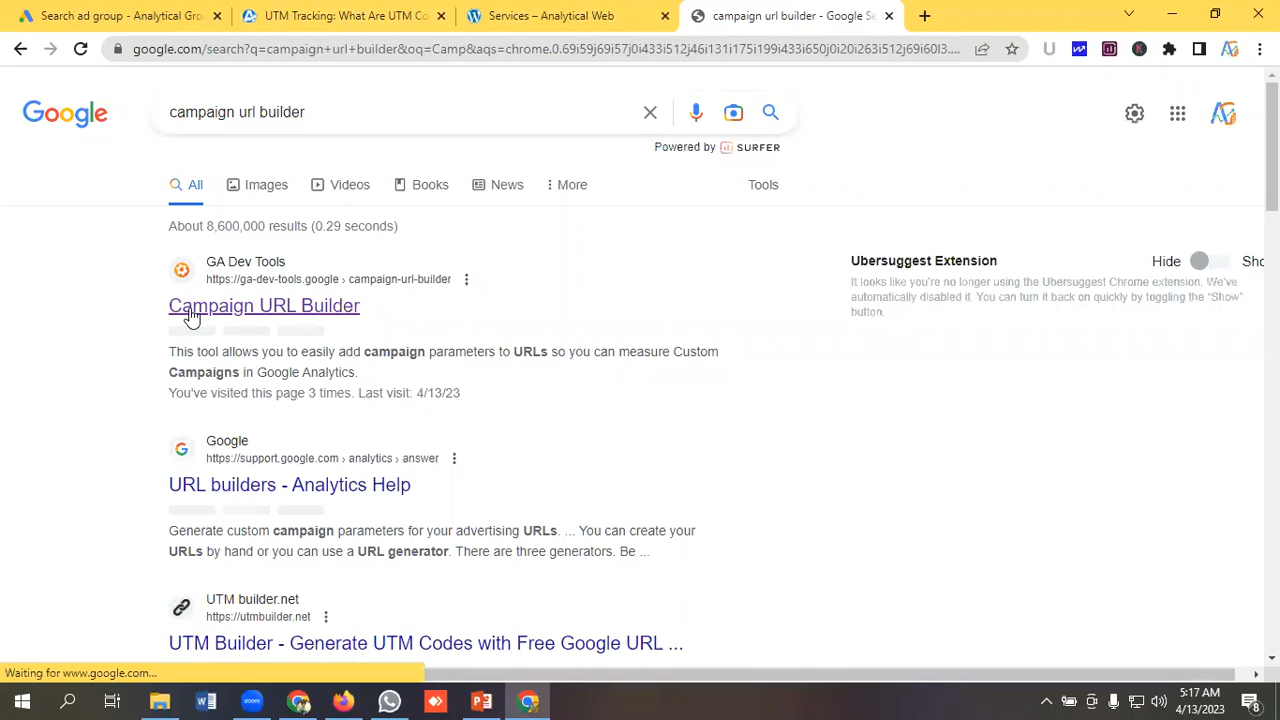 Search ad group - Analytical Gro
UTM Tracking: What Are UTM Co
Services – Analytical Web
campaign url builder - Google Se
google.com/search?q=campaign+url+builder&oq=Camp&aqs=chrome.0.69i59j69i57j0i433i512j46i131i175i199i433i650j0i20i263i512j69i60l3....
Google
campaign url builder
Powered by SURFER
All
Images
Videos
Books
News
More
Tools
About 8,600,000 results (0.29 seconds)
GA Dev Tools
https://ga-dev-tools.google › campaign-url-builder
Campaign URL Builder
This tool allows you to easily add campaign parameters to URLs so you can measure Custom
Campaigns in Google Analytics.
You've visited this page 3 times. Last visit: 4/13/23
Ubersuggest Extension
Hide
Sho
It looks like you're no longer using the Ubersuggest Chrome extension. We've
automatically disabled it. You can turn it back on quickly by toggling the “Show”
button.
Google
https://support.google.com › analytics › answer
URL builders - Analytics Help
Generate custom campaign parameters for your advertising URLs. ... You can create your
URLs by hand or you can use a URL generator. There are three generators. Be ...
UTM builder.net
https://utmbuilder.net
UTM Builder - Generate UTM Codes with Free Google URL ...
Waiting for www.google.com...
5:17 AM
4/13/2023
8